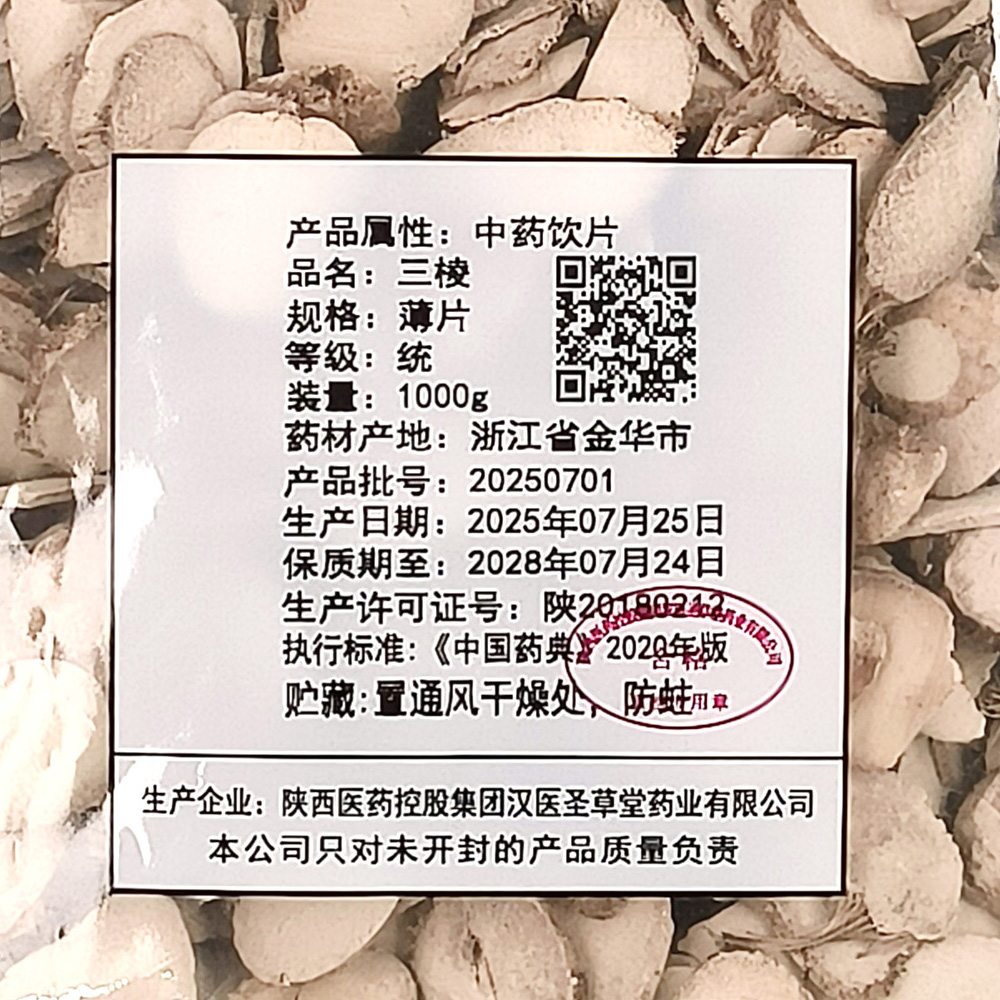 产品属性：中药饮片
品名：三棱
规格：薄片
等级：统
装量：1000g
药材产地：浙江省金华市
产品批号：20250701
生产日期：2025年07月25日
保质期至：2028年07月24日
生产许可证号：陕20180212
执行标准：《中国药典》2020年版
贮藏：置通风干燥处，防蛀
合格
用章
生产企业：陕西医药控股集团汉医圣草堂药业有限公司
本公司只对未开封的产品质量负责